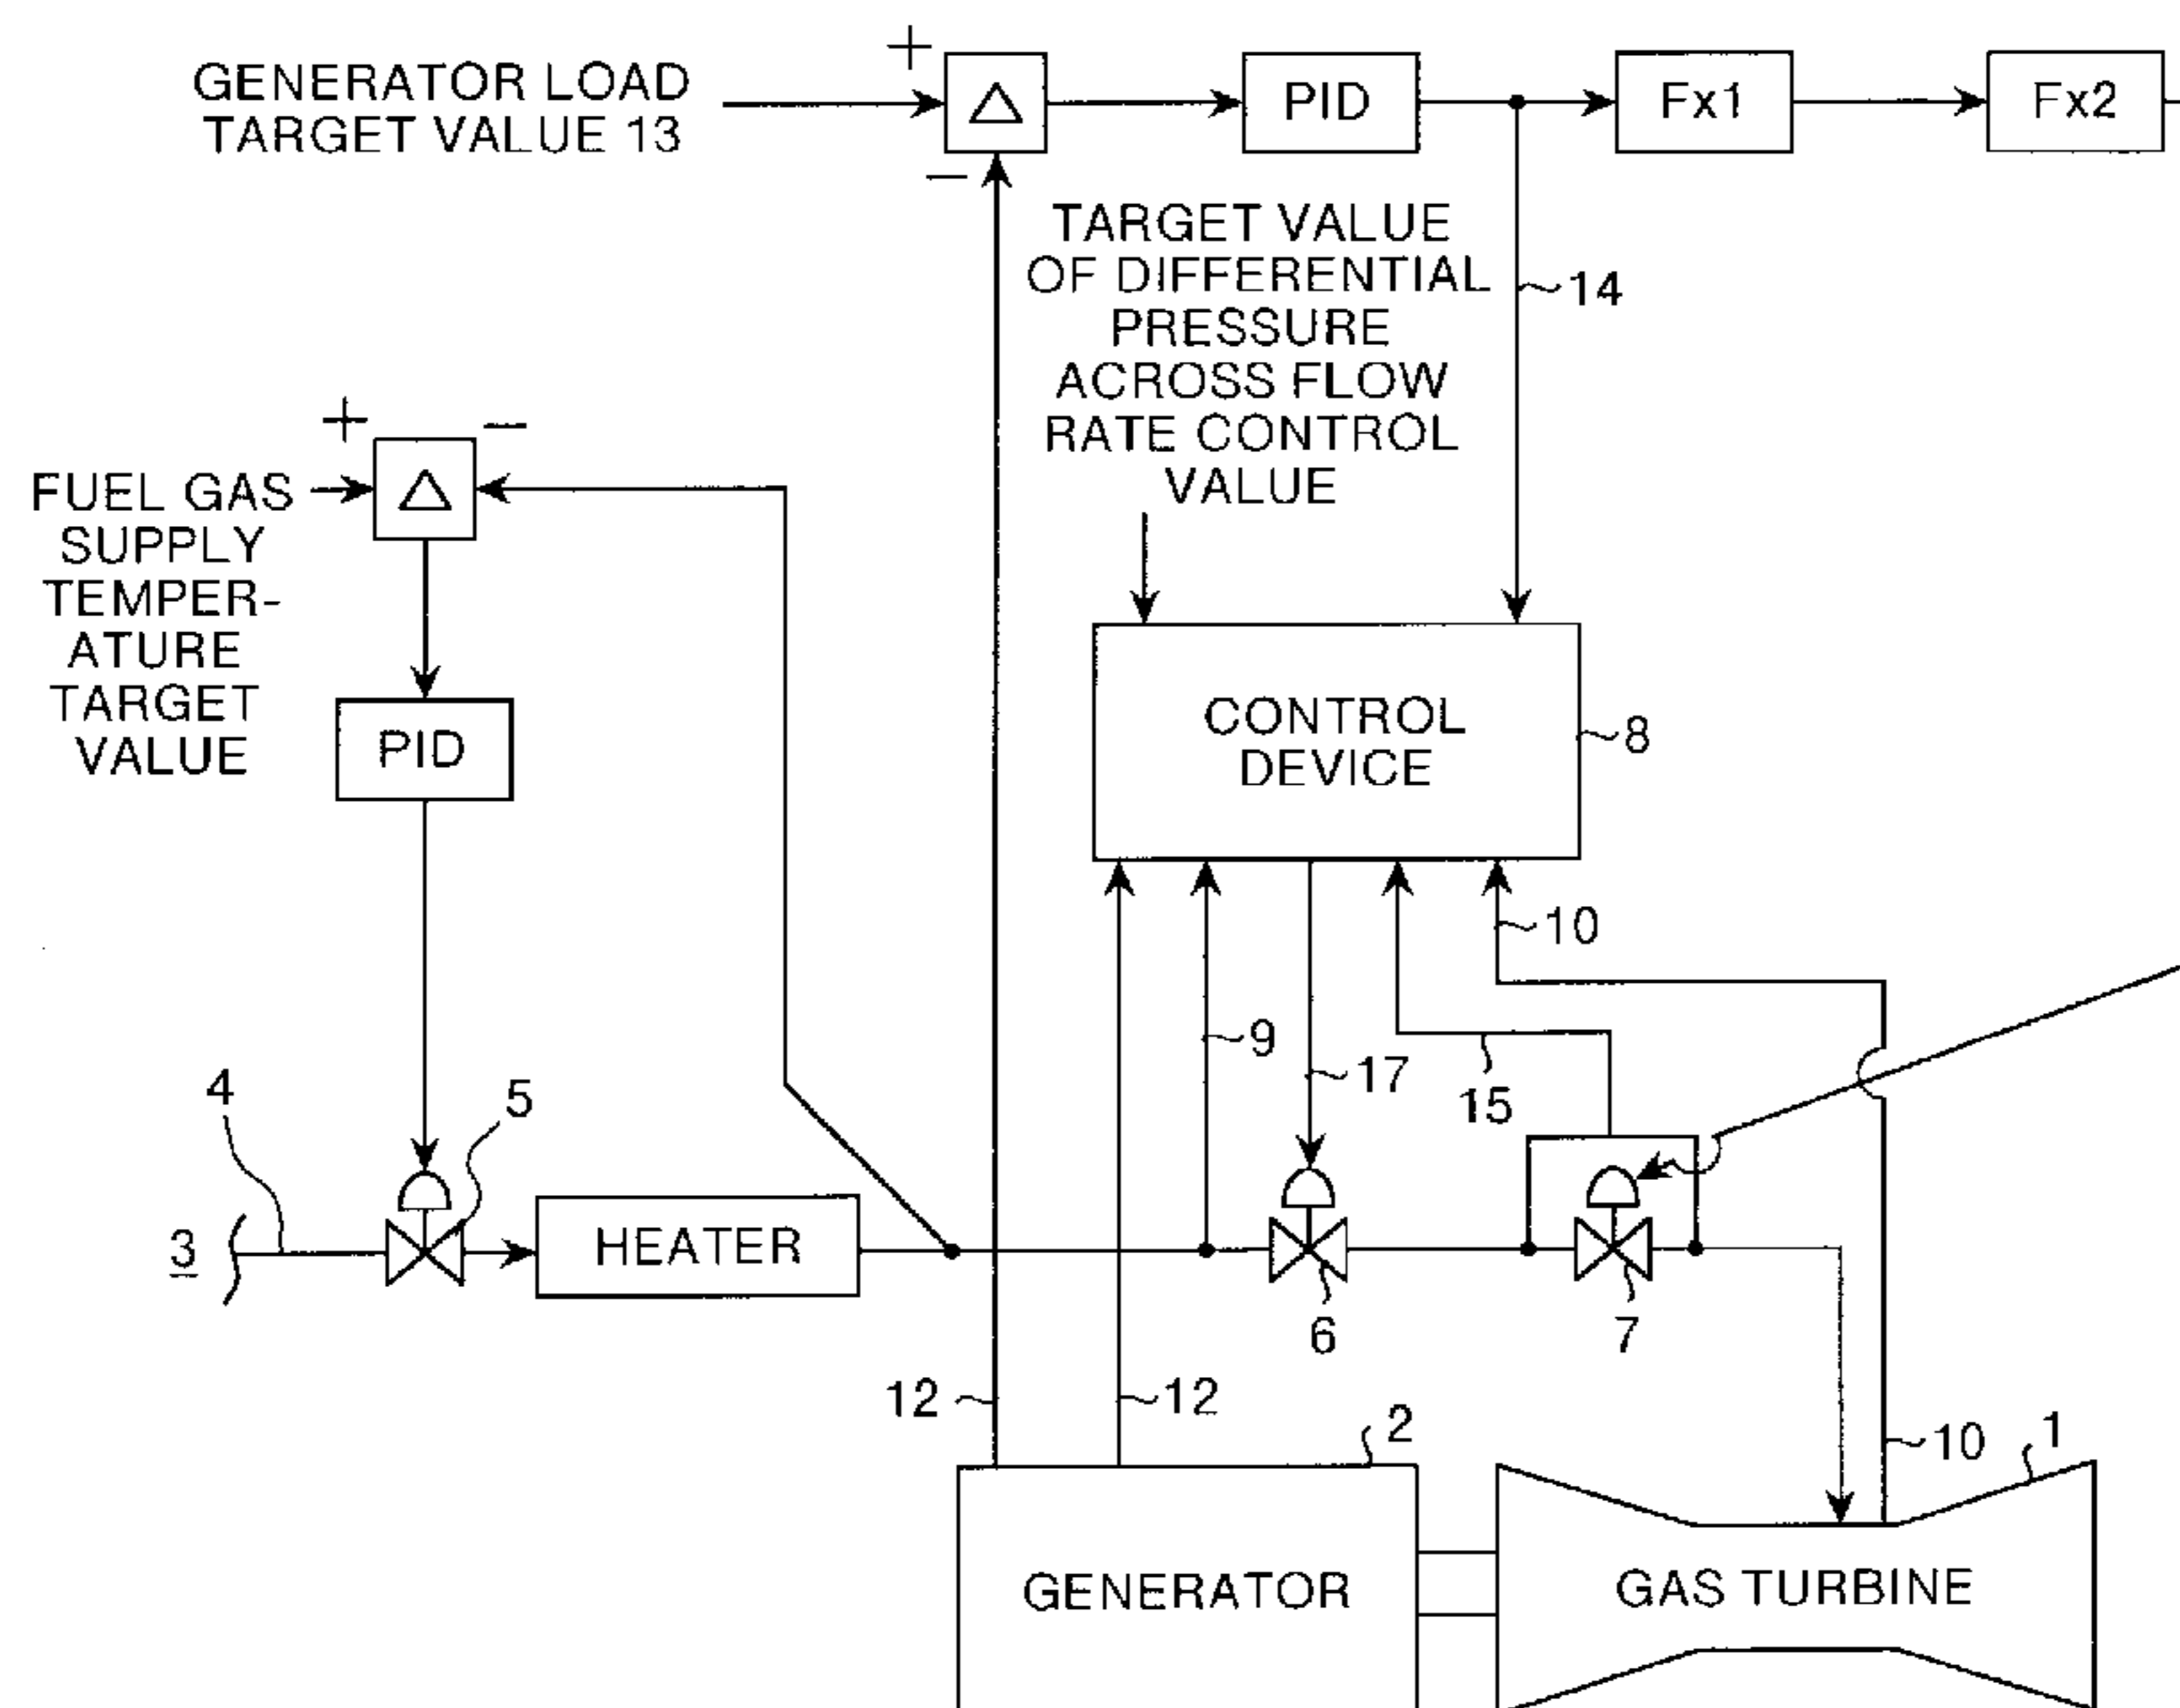 GENERATOR LOAD
TARGET VALUE 13
+
−
△
PID
Fx1
Fx2
TARGET VALUE
OF DIFFERENTIAL
PRESSURE
ACROSS FLOW
RATE CONTROL
VALUE
14
+
−
FUEL GAS
SUPPLY
TEMPER-
ATURE
TARGET
VALUE
△
PID
CONTROL
DEVICE
8
10
9
17
15
4
5
3
HEATER
6
7
12
12
2
10
1
GENERATOR
GAS TURBINE